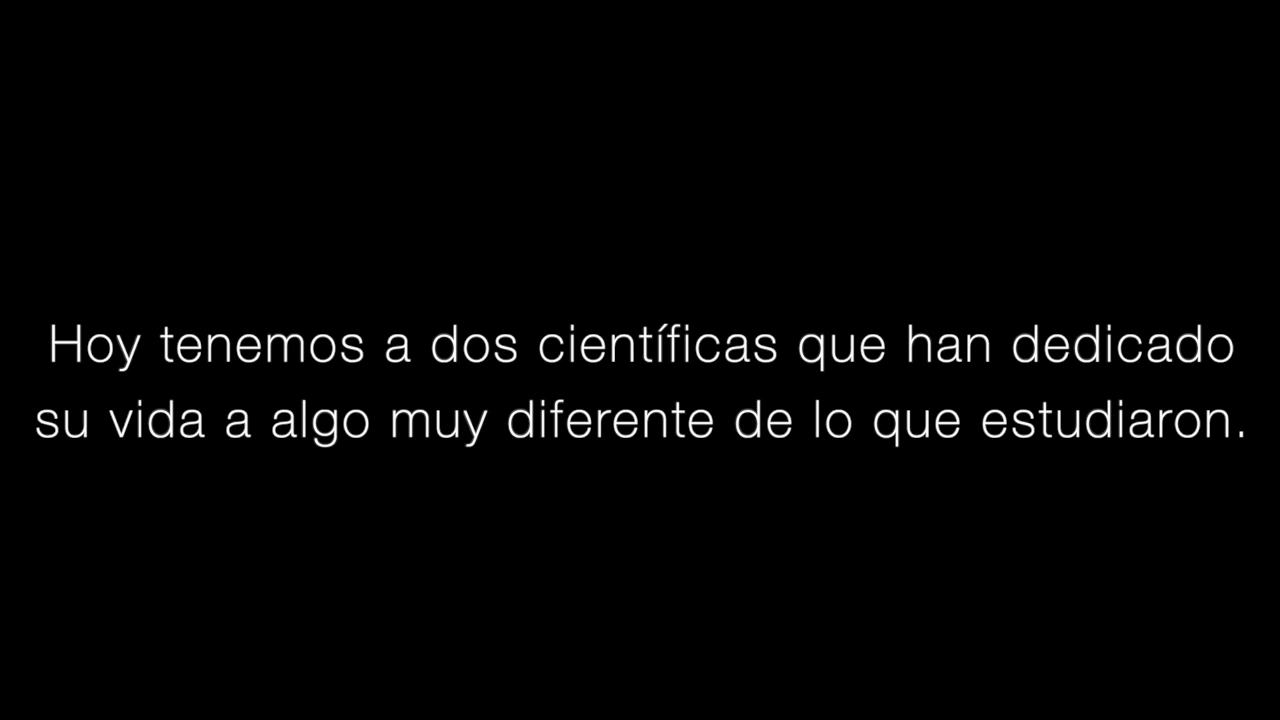 Hoy tenemos a dos científicas que han dedicado
su vida a algo muy diferente de lo que estudiaron.